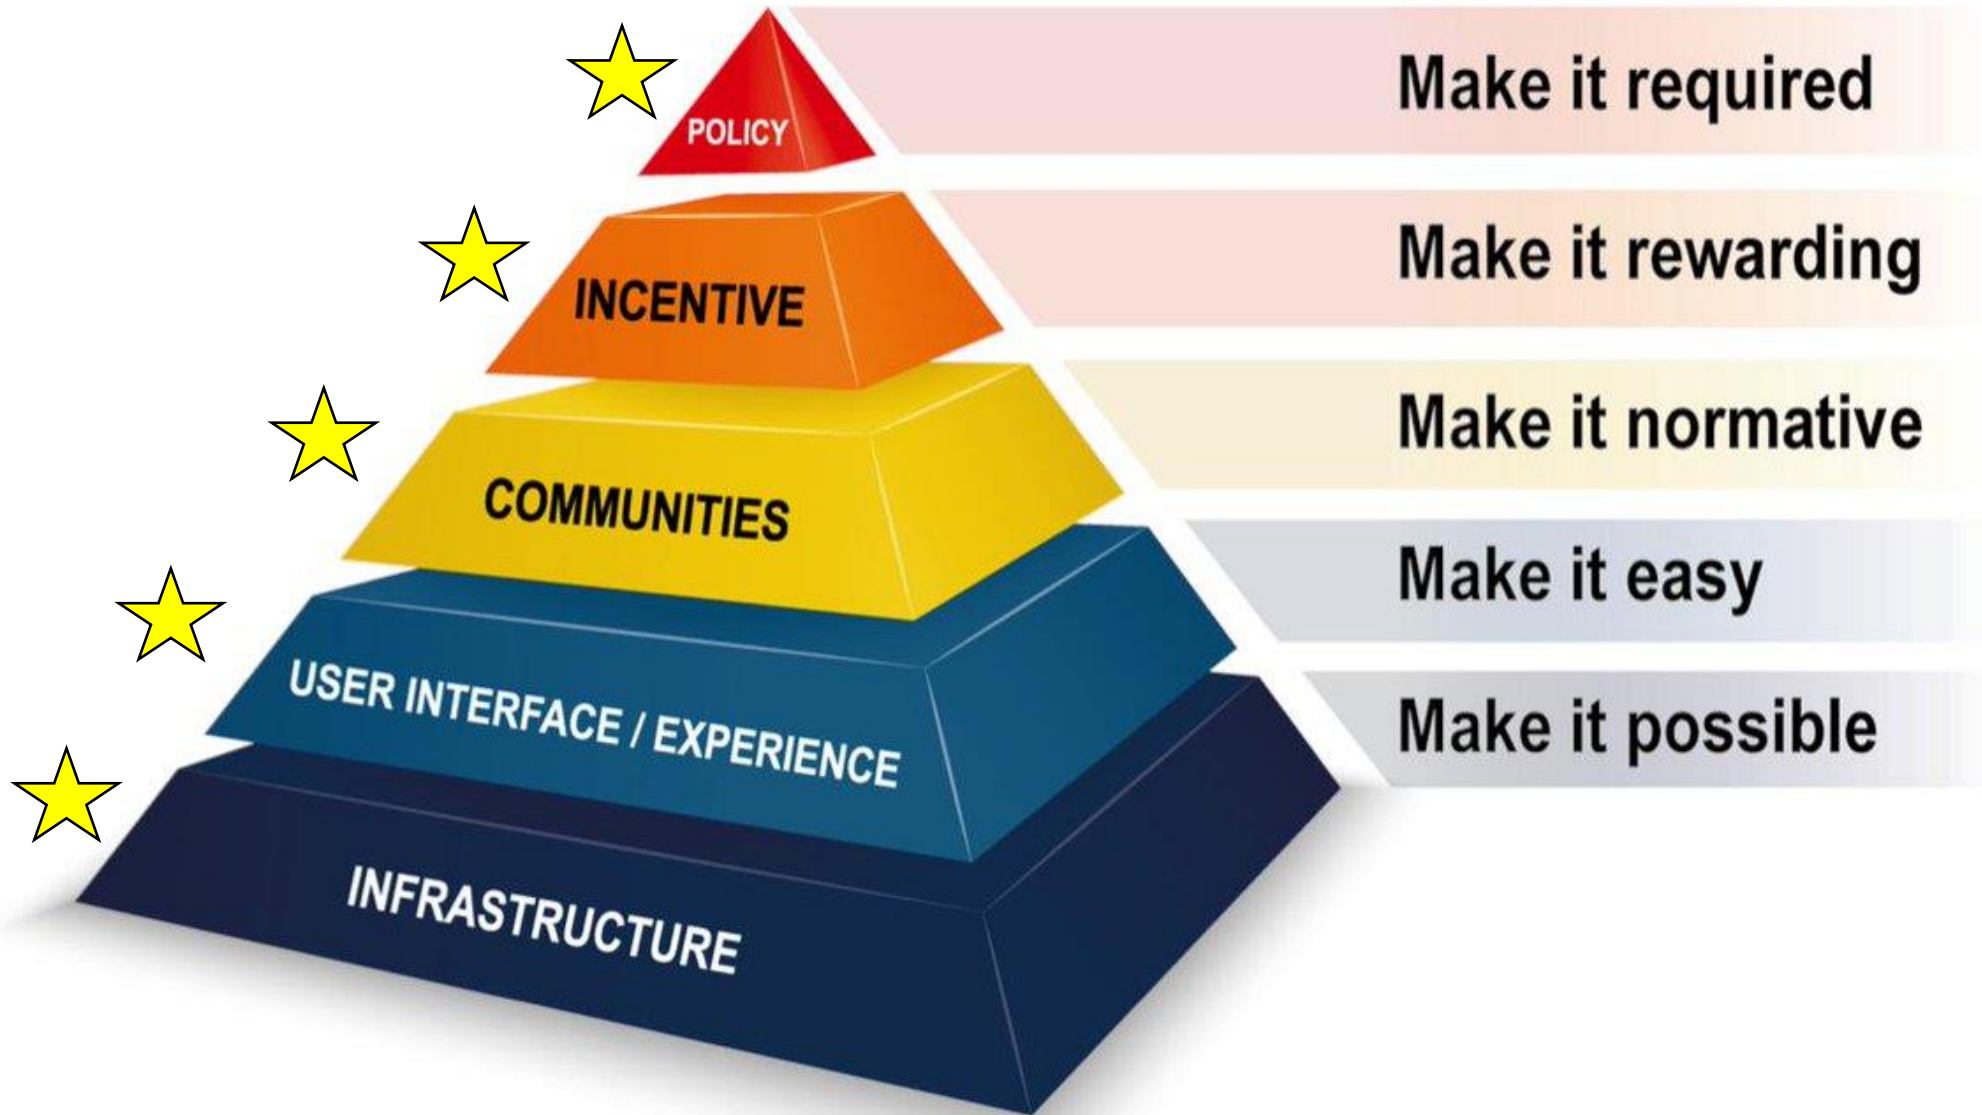 POLICY
Make it required
INCENTIVE
Make it rewarding
COMMUNITIES
Make it normative
USER INTERFACE / EXPERIENCE
Make it easy
INFRASTRUCTURE
Make it possible